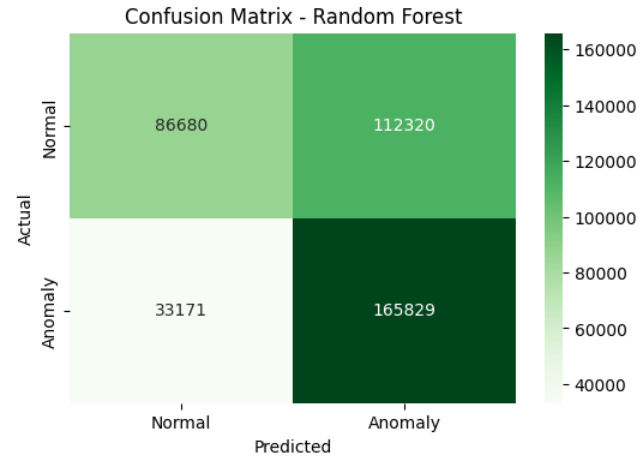 Confusion Matrix - Random Forest
Normal
86680
112320
Actual
Anomaly
33171
165829
Normal
Anomaly
Predicted
160000
140000
120000
100000
80000
60000
40000